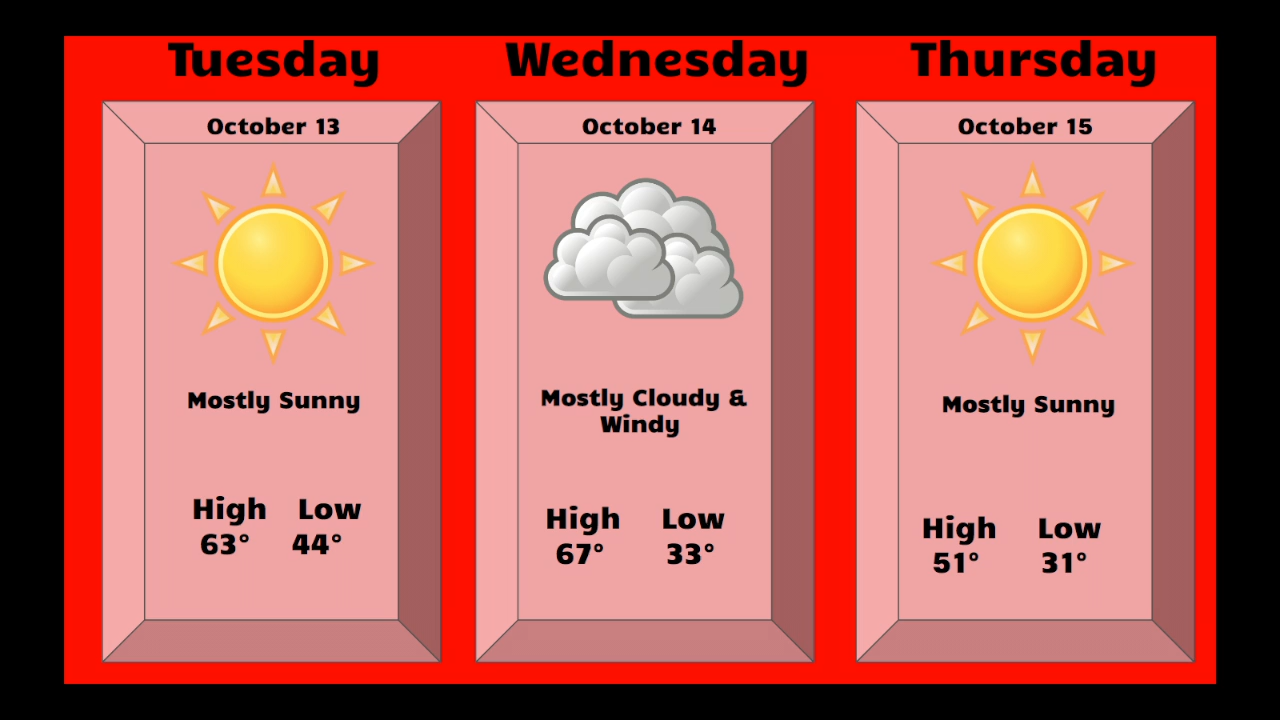 Tuesday
October 13
Mostly Sunny
High Low
63° 44°
Wednesday
October 14
Mostly Cloudy &
Windy
High Low
67° 33°
Thursday
October 15
Mostly Sunny
High Low
51° 31°